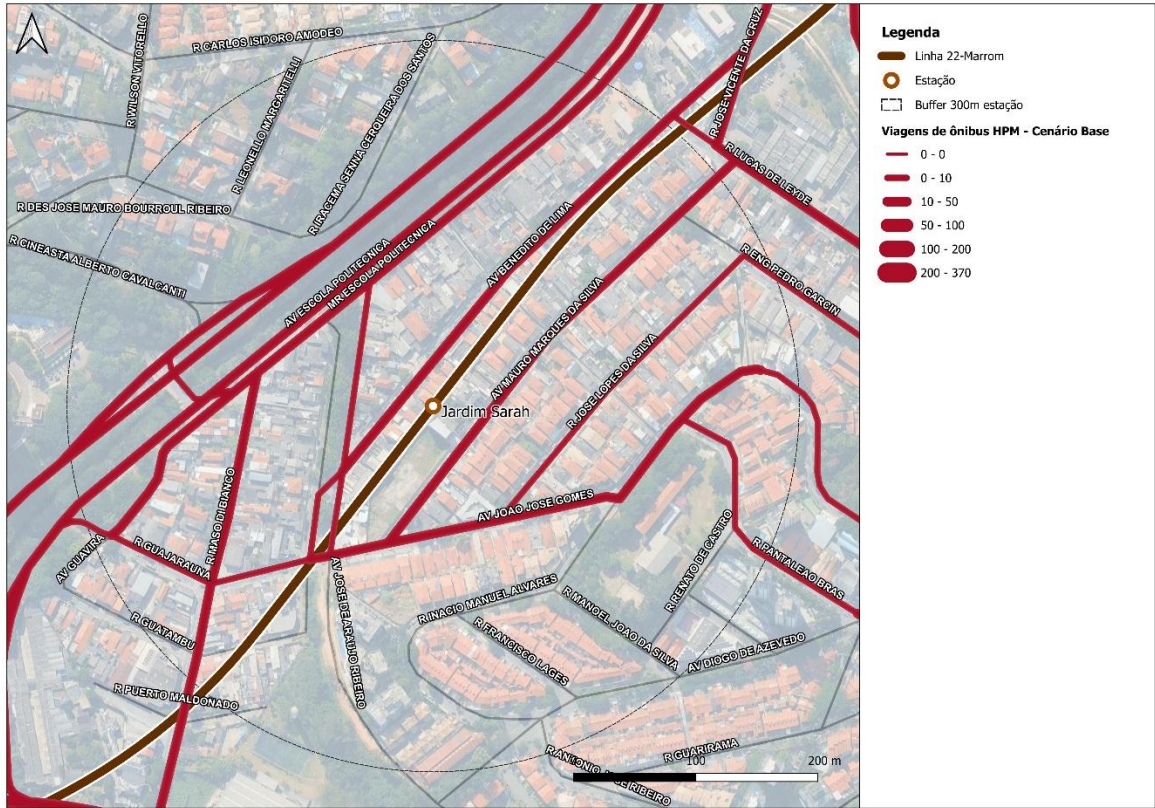 R CARLOS ISIDORO AMODEO
R WILSON VITORELLO
R LEONELLO MARGARITELLI
R IRACEMA SENNA CERQUEIRA DOS SANTOS
R JOSE VICENTE DA CRUZ
R LUCAS DE LEYDE
R DES JOSE MAURO BOURROUL RIBEIRO
R CINEASTA ALBERTO CAVALCANTI
AV ESCOLA POLITECNICA
MR ESCOLA POLITECNICA
AV BENEDITO DE LIMA
R ENG PEDRO GARCIN
AV MAURO MARQUES DA SILVA
R JOSE LOPES DA SILVA
Jardim Sarah
R MASO DI BIANCO
AV JOAO JOSE GOMES
AV GUAVIRA
R GUAJARAUNA
R GUATAMBU
R PUERTO MALDONADO
AV JOSE DE ARAUJO RIBEIRO
R INACIO MANUEL ALVARES
R FRANCISCO LAGES
R MANOEL JOAO DA SILVA
R RENATO DE CASTRO
R PANTALEAO BRAS
AV DIOGO DE AZEVEDO
R GUARIRAMA
100
200 m
Legenda
Linha 22-Marrom
Estação
Buffer 300m estação
Viagens de ônibus HPM - Cenário Base
0 - 0
0 - 10
10 - 50
50 - 100
100 - 200
200 - 370